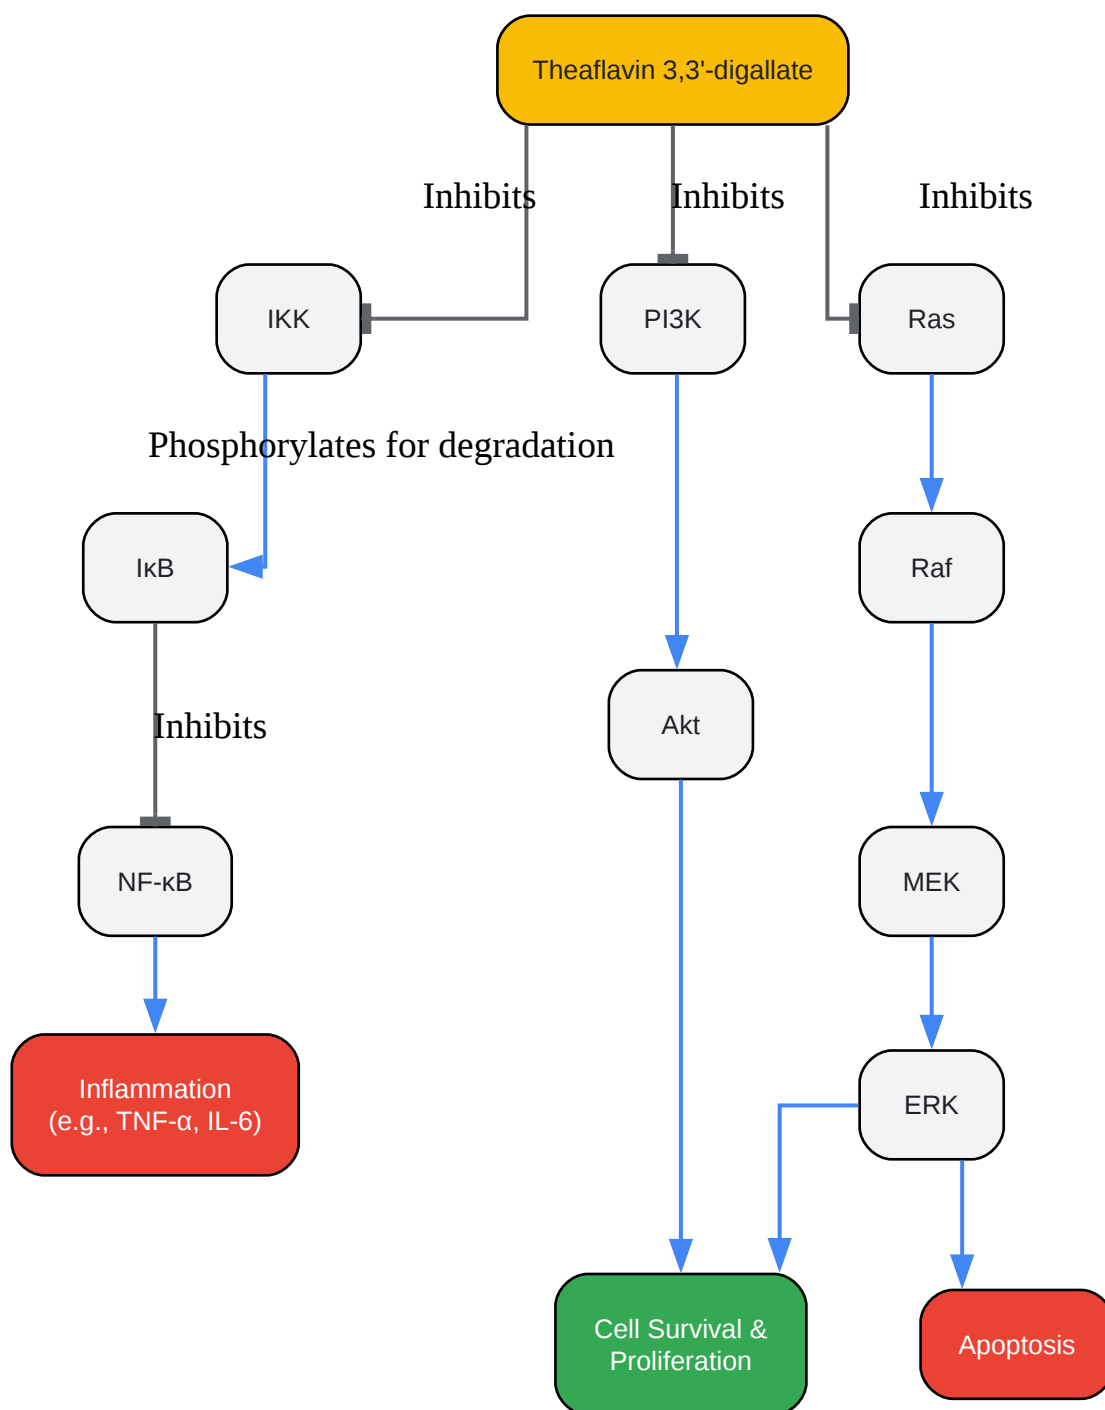 Theaflavin 3,3'-digallate
Inhibits
Inhibits
Inhibits
IKK
PI3K
Ras
Phosphorylates for degradation
IκB
Raf
Inhibits
Akt
NF-κB
MEK
Inflammation
(e.g., TNF-α, IL-6)
ERK
Cell Survival &
Proliferation
Apoptosis